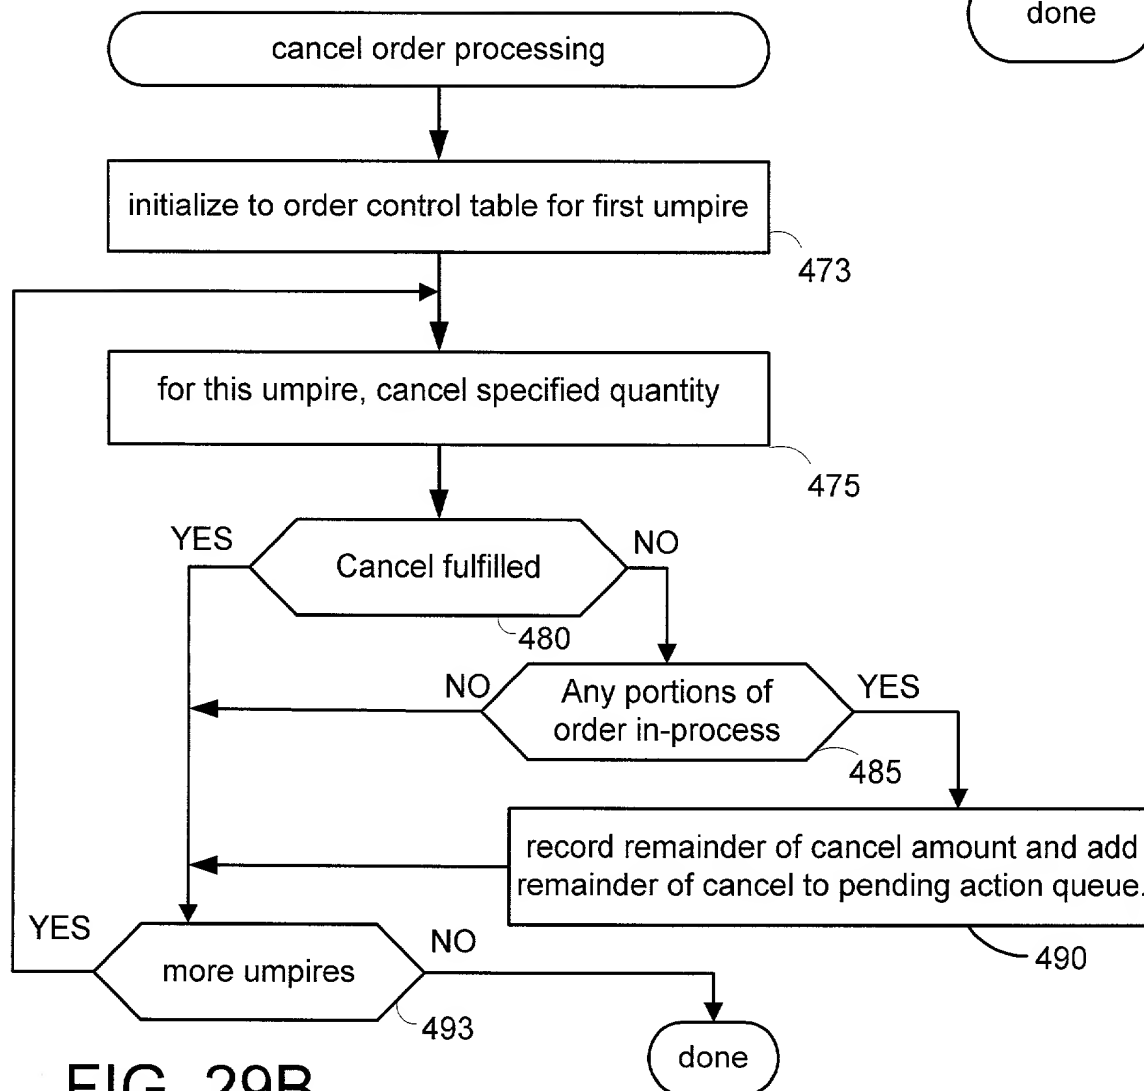 done
cancel order processing
initialize to order control table for first umpire
473
for this umpire, cancel specified quantity
475
YES
Cancel fulfilled
NO
480
NO
Any portions of
order in-process
YES
485
record remainder of cancel amount and add
remainder of cancel to pending action queue.
490
YES
more umpires
NO
493
done
FIG. 29B